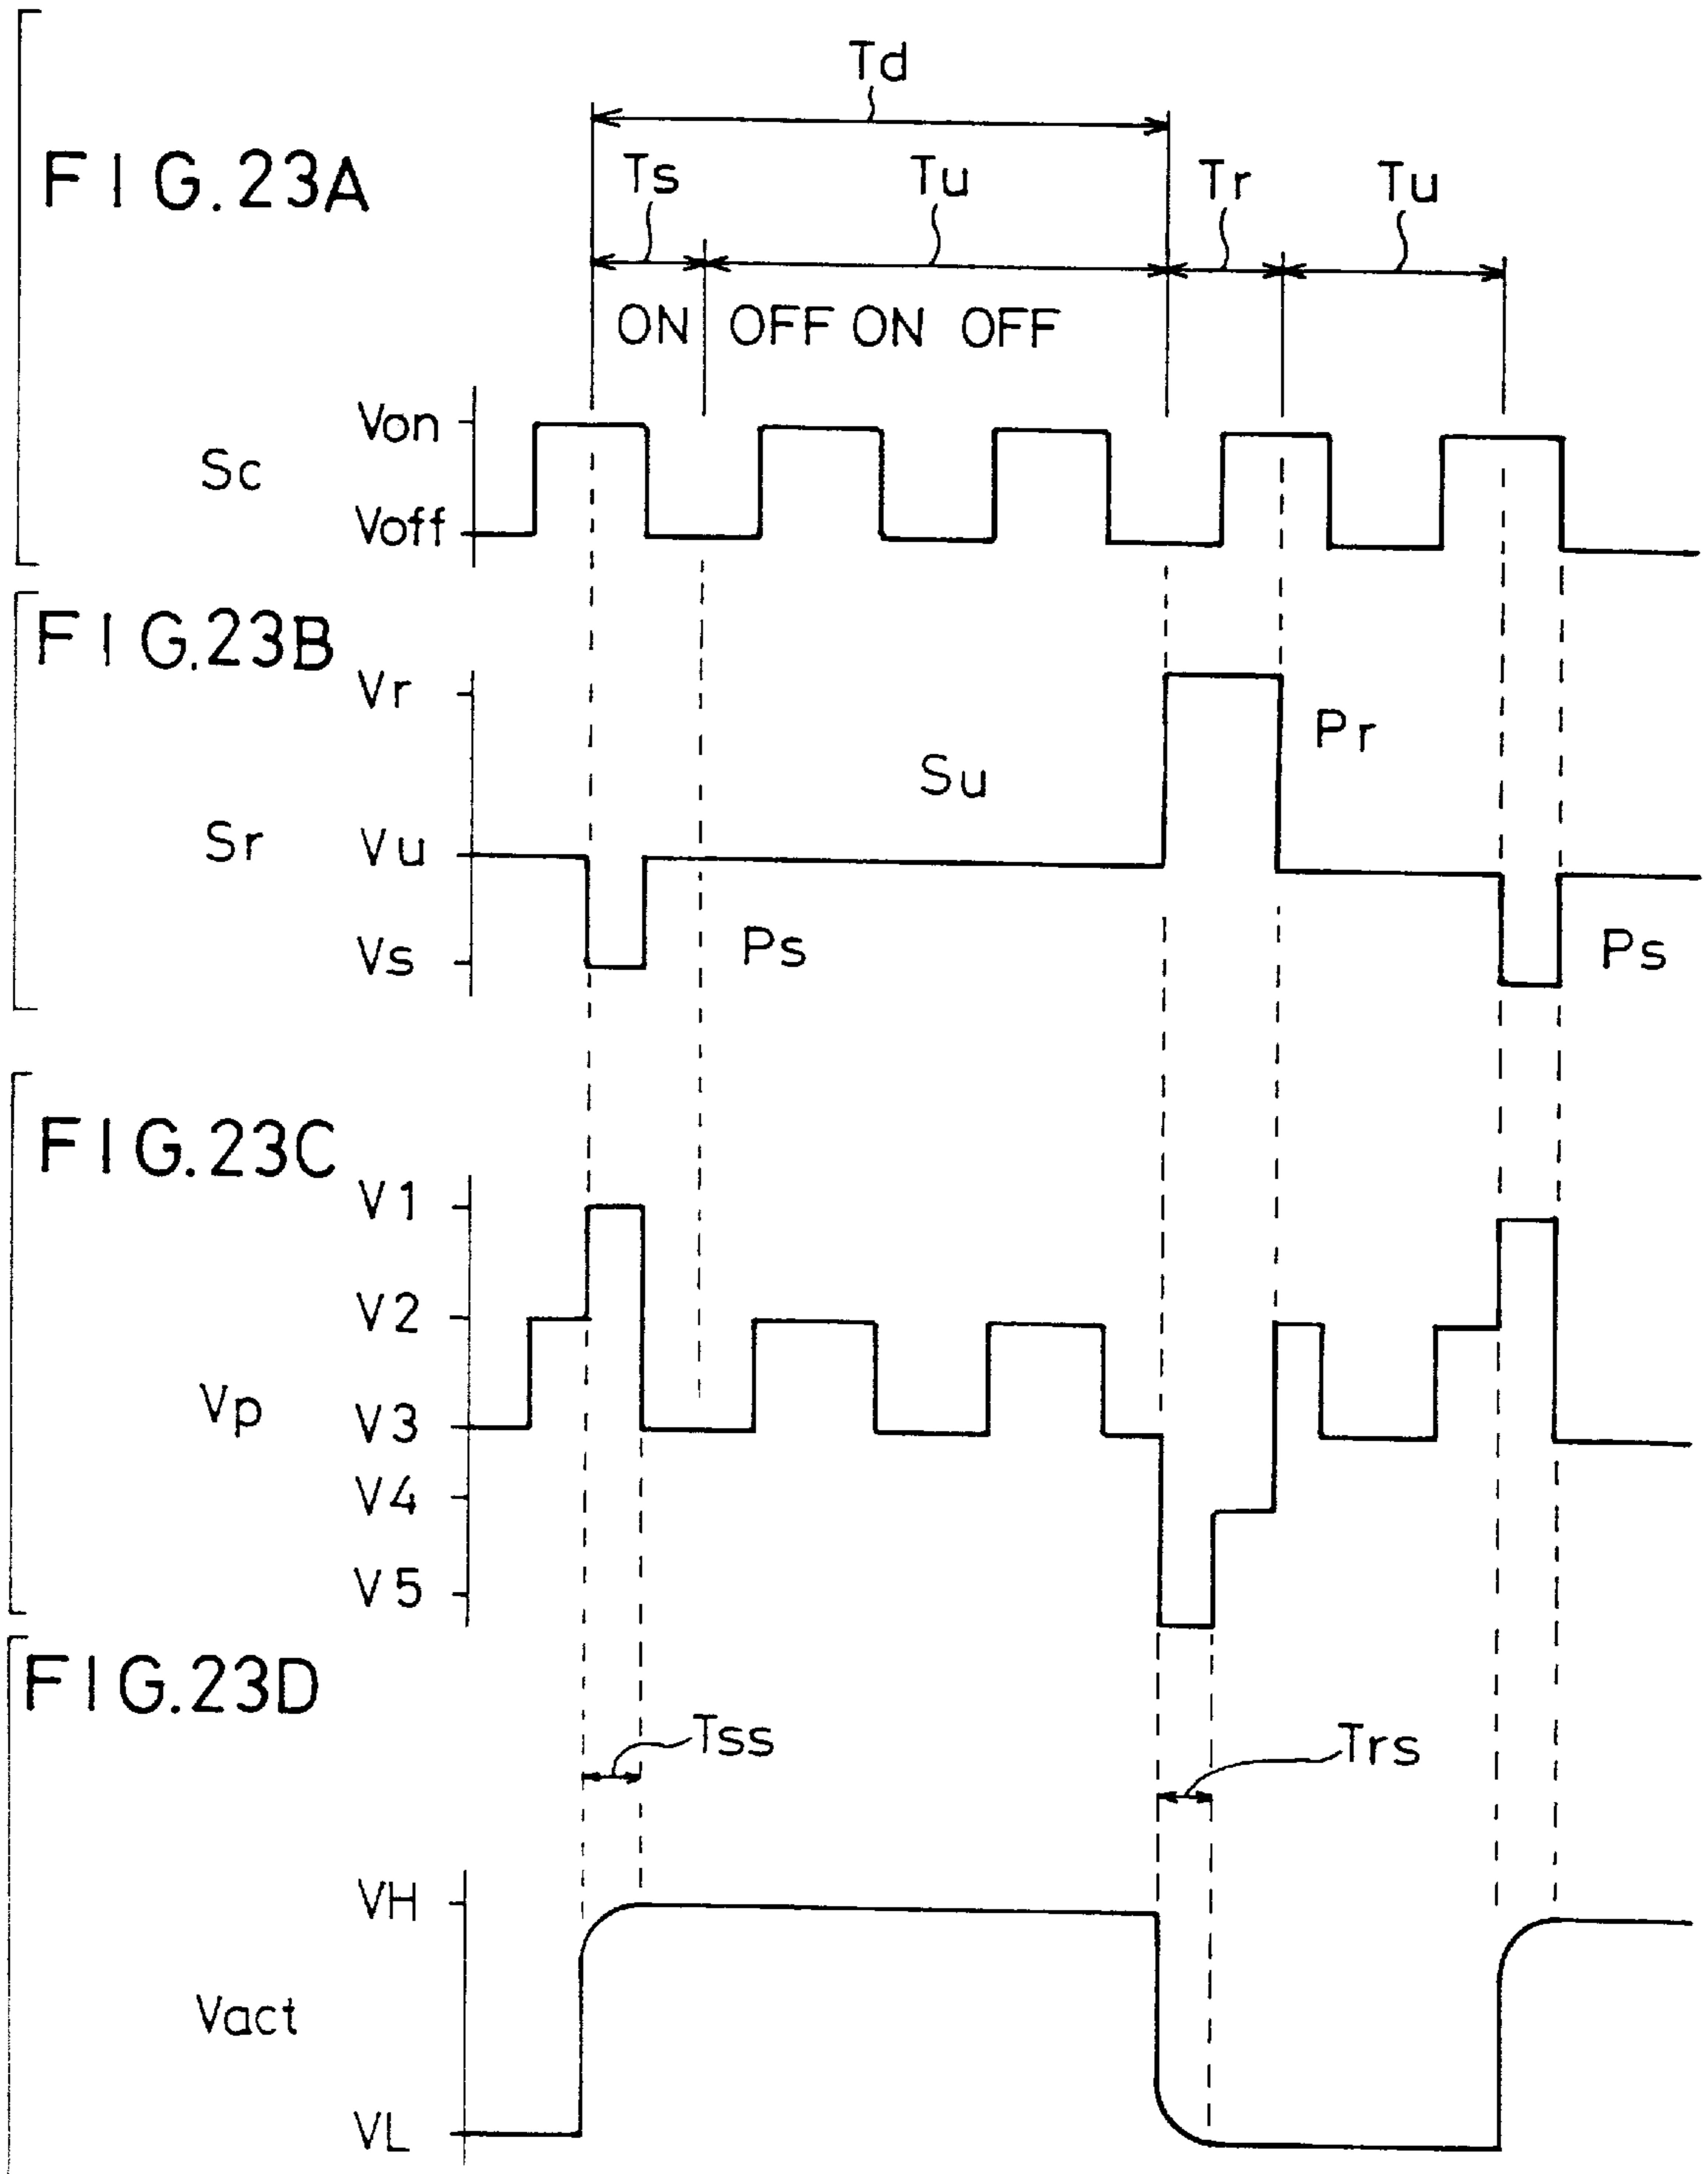 FIG.23A
Td
Ts Tu Tr Tu
ON OFF ON OFF
Von
Sc
Voff
FIG.23B
Vr
Pr
Su
Sr
Vu
Vs
Ps
Ps
FIG.23C
V1
V2
Vp
V3
V4
V5
FIG.23D
Tss
Trs
VH
Vact
VL